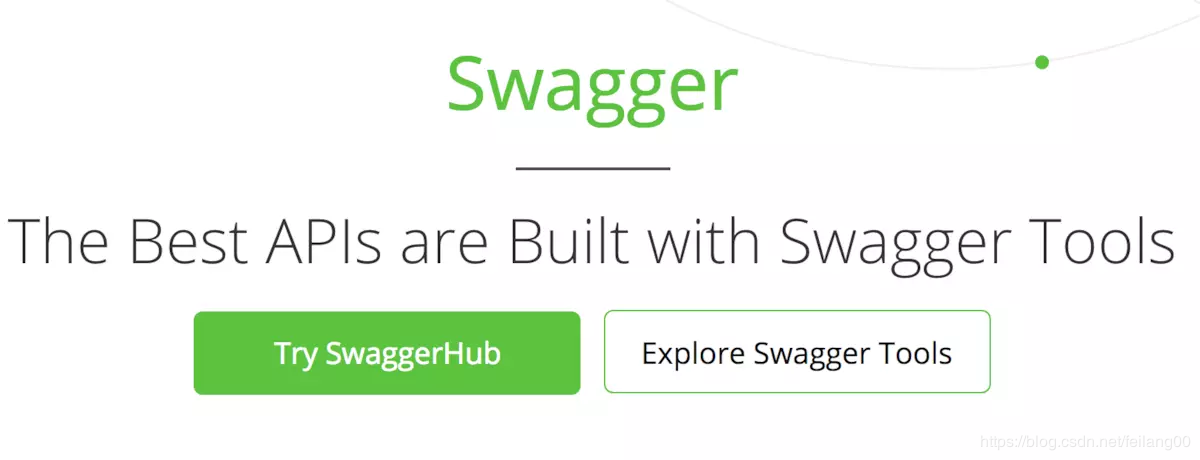 Swagger
The Best APIs are Built with Swagger Tools
Try SwaggerHub
Explore Swagger Tools
https://blog.csdn.net/feilang00